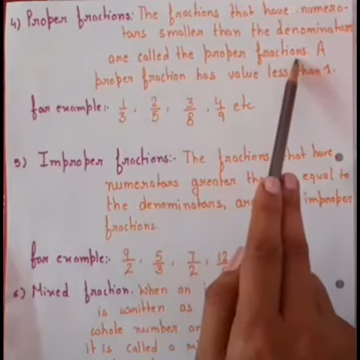 4) Proper fractions: The fractions that have numera-
tors smaller than the denominators
are called the proper fractions. A
proper fraction has value less than 1.
for example: 1/3, 2/5, 3/8, 4/9 etc.
5) Improper fractions:- The fractions that have
numerators greater equal to
the denominators, improper
fractions.
for example:- 9/2, 5/3, 7/2, 12
6) Mixed fraction. When an
is written as
whole number
it is called a